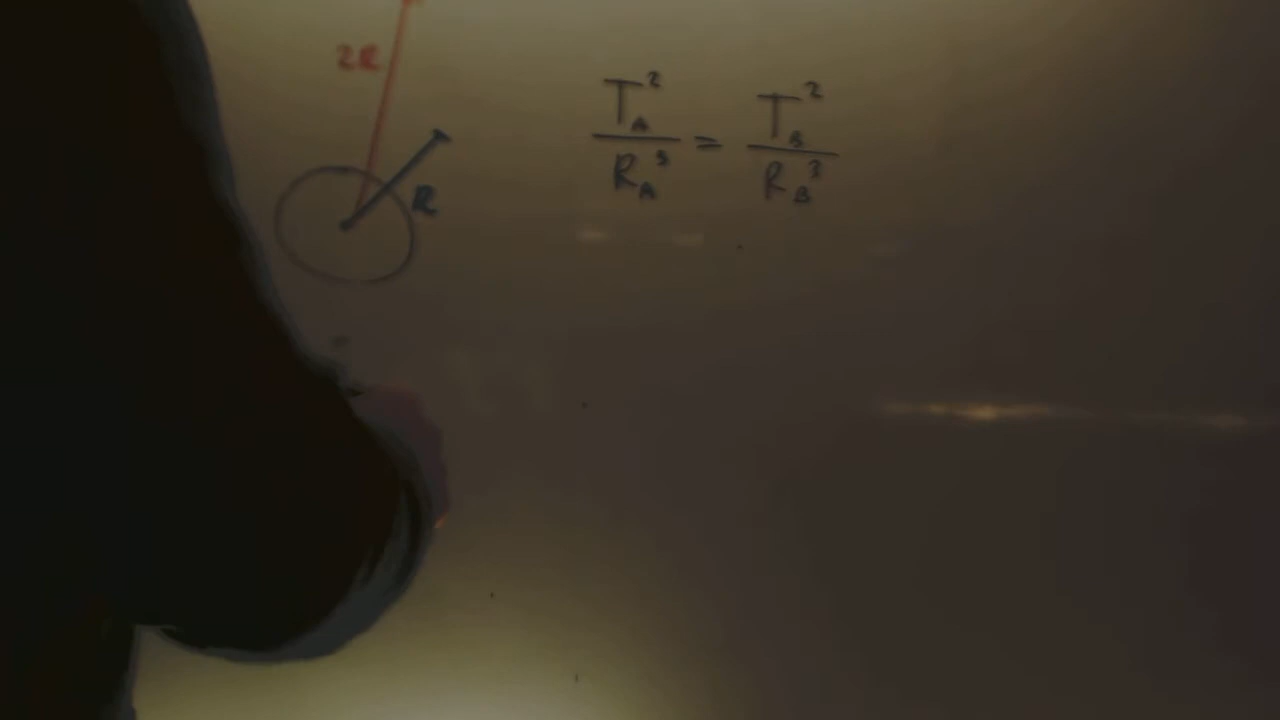 2R
R
T_A^2 / R_A^3 = T_B^2 / R_B^3